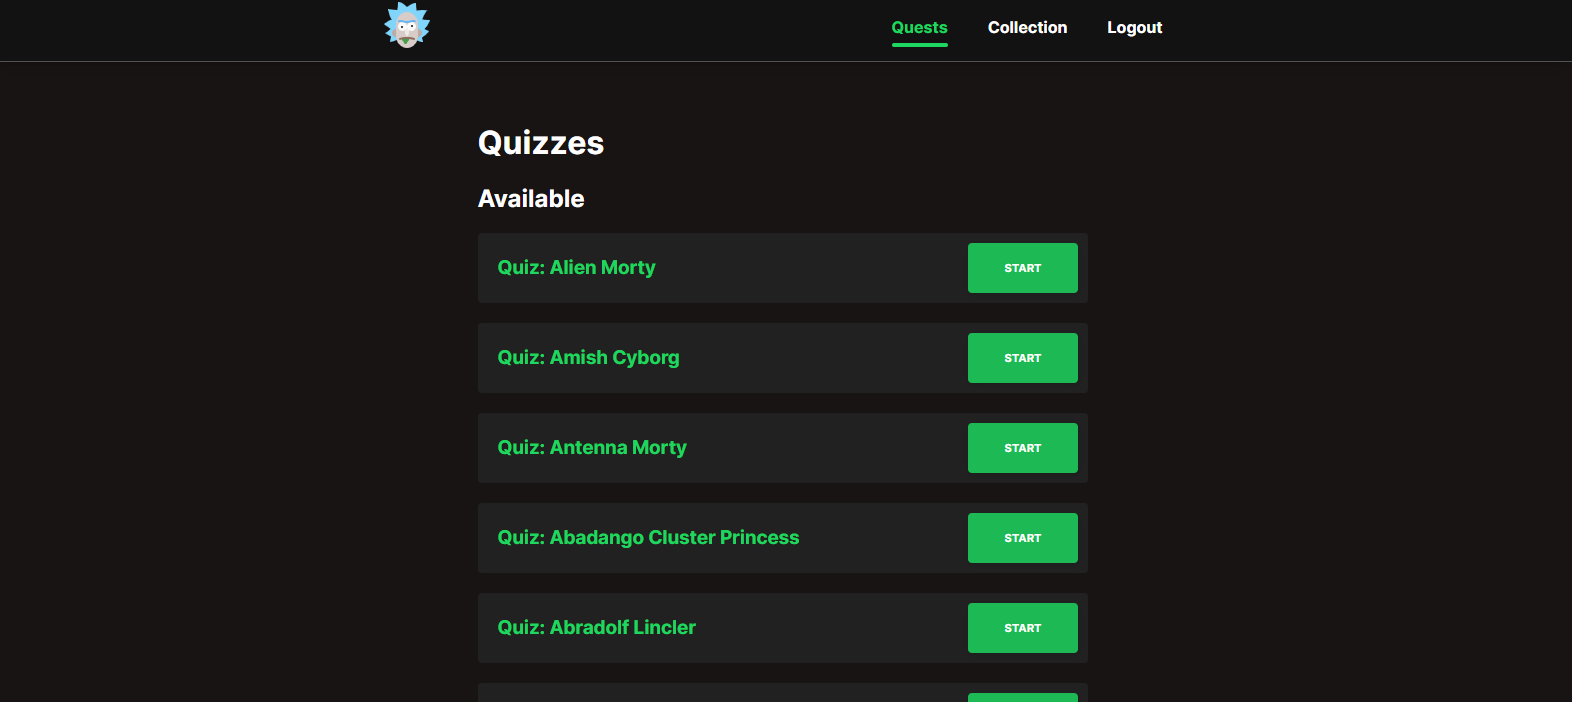 Quests Collection Logout
Quizzes
Available
Quiz: Alien Morty START
Quiz: Amish Cyborg START
Quiz: Antenna Morty START
Quiz: Abadango Cluster Princess START
Quiz: Abradolf Lincler START